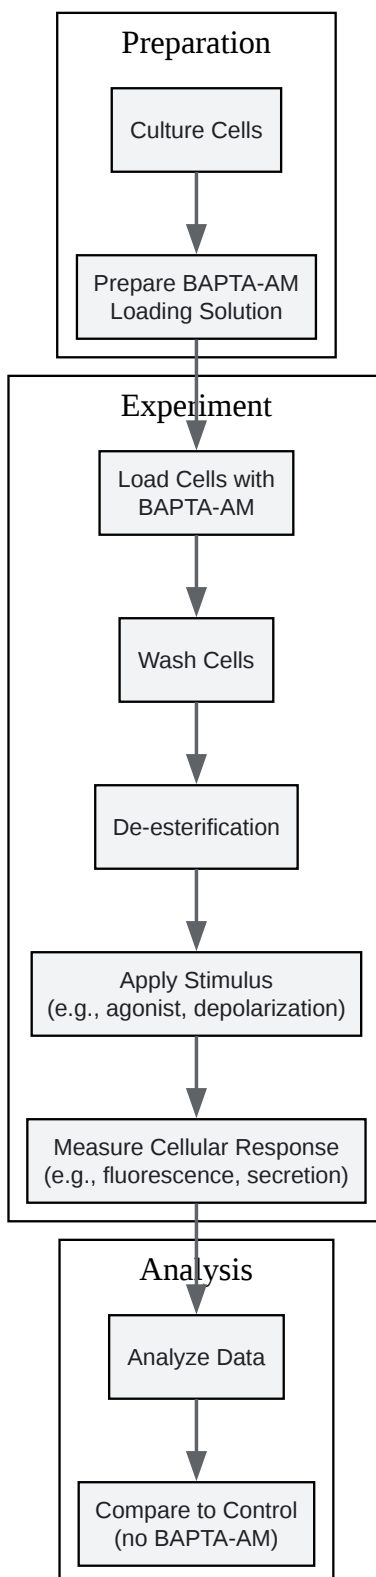 Preparation
Culture Cells
Prepare BAPTA-AM
Loading Solution
Experiment
Load Cells with
BAPTA-AM
Wash Cells
De-esterification
Apply Stimulus
(e.g., agonist, depolarization)
Measure Cellular Response
(e.g., fluorescence, secretion)
Analysis
Analyze Data
Compare to Control
(no BAPTA-AM)